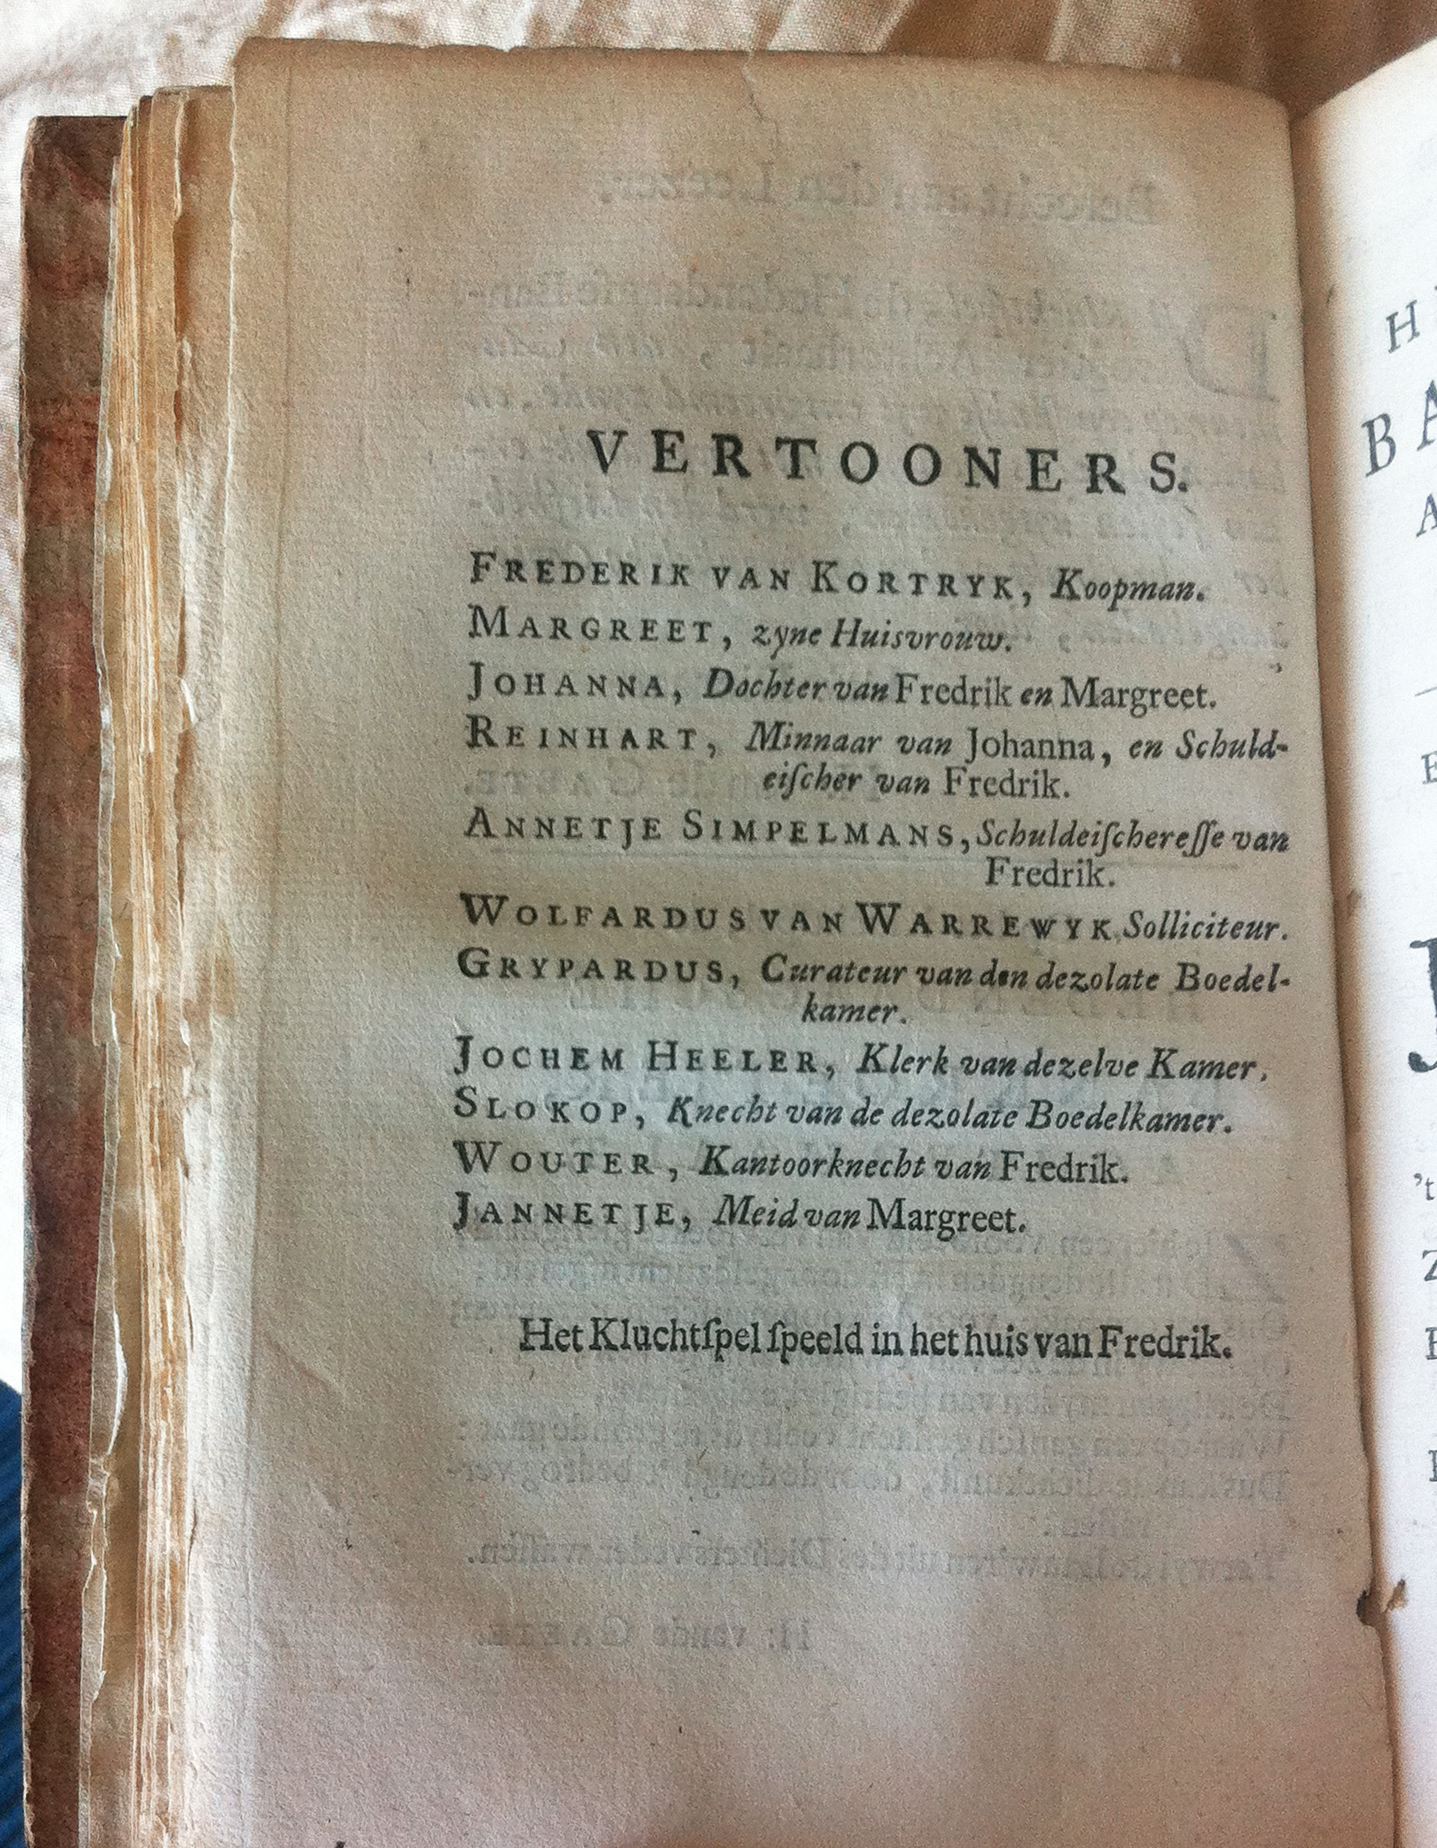 VERTOONERS.
FREDERIK VAN KORTRYK, Koopman.
MARGREET, zyne Huisvrouw.
JOHANNA, Dochter van Fredrik en Margreet.
REINHART, Minnaar van Johanna, en Schuld-
eiſcher van Fredrik.
ANNETJE SIMPELMANS, Schuldeiſchereſſe van
Fredrik.
WOLFARDUS VAN WARREWYK, Solliciteur.
GRYPARDUS, Curateur van den dezolate Boedel-
kamer.
JOCHEM HEELER, Klerk van dezelve Kamer.
SLOKOP, Knecht van de dezolate Boedelkamer.
WOUTER, Kantoorknecht van Fredrik.
JANNETJE, Meid van Margreet.
Het Kluchtſpel ſpeeld in het huis van Fredrik.